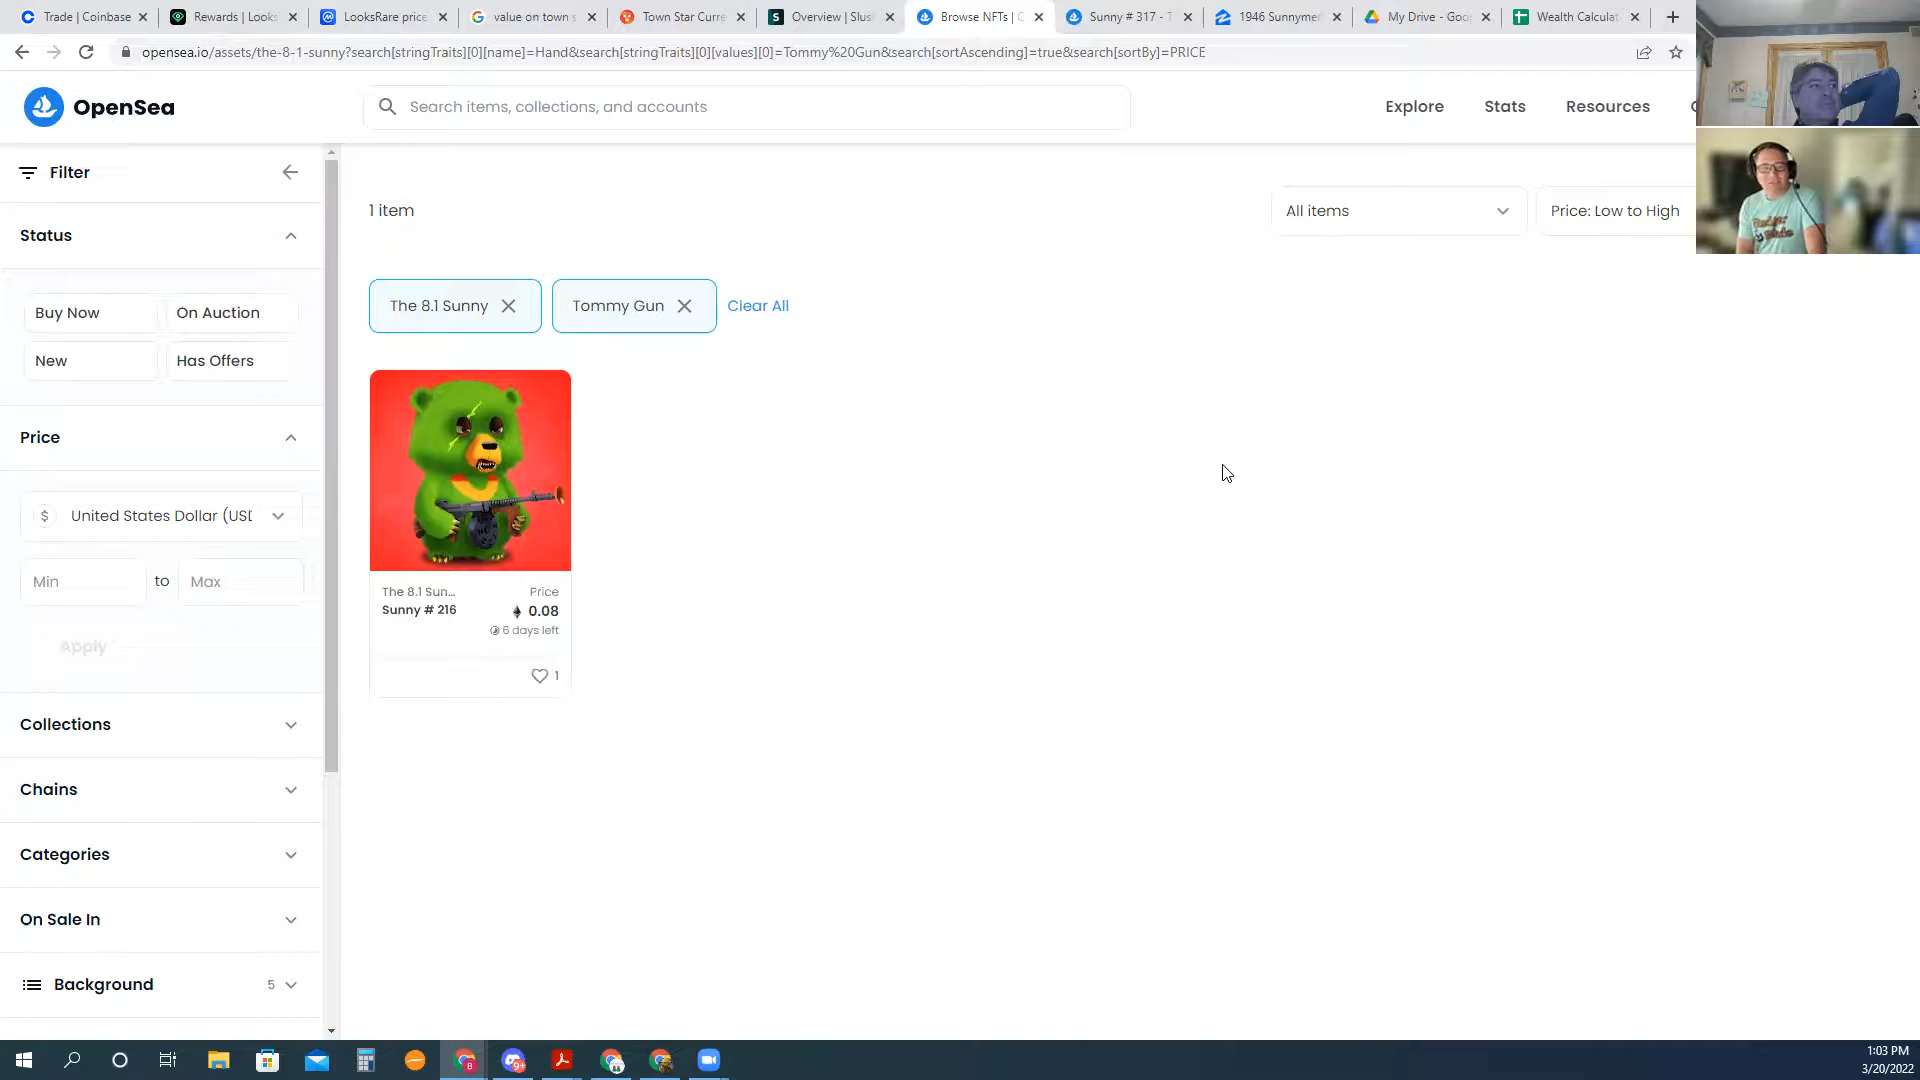 Trade | Coinbase
Rewards | Looks
LooksRare price
value on town s
Town Star Curre
Overview | Slush
Browse NFTs | O
Sunny # 317 - T
1946 Sunnymea
My Drive - Goo
Wealth Calculat
opensea.io/assets/the-8-1-sunny?search[stringTraits][0][name]=Hand&search[stringTraits][0][values][0]=Tommy%20Gun&search[sortAscending]=true&search[sortBy]=PRICE
OpenSea
Search items, collections, and accounts
Explore
Stats
Resources
Filter
1 item
All items
Price: Low to High
Status
Buy Now
On Auction
New
Has Offers
The 8.1 Sunny
Tommy Gun
Clear All
Price
$ United States Dollar (USD
Min to Max
Apply
The 8.1 Sun...
Price
Sunny # 216
0.08
6 days left
1
Collections
Chains
Categories
On Sale In
Background 5
8
9+
1:03 PM
3/20/2022